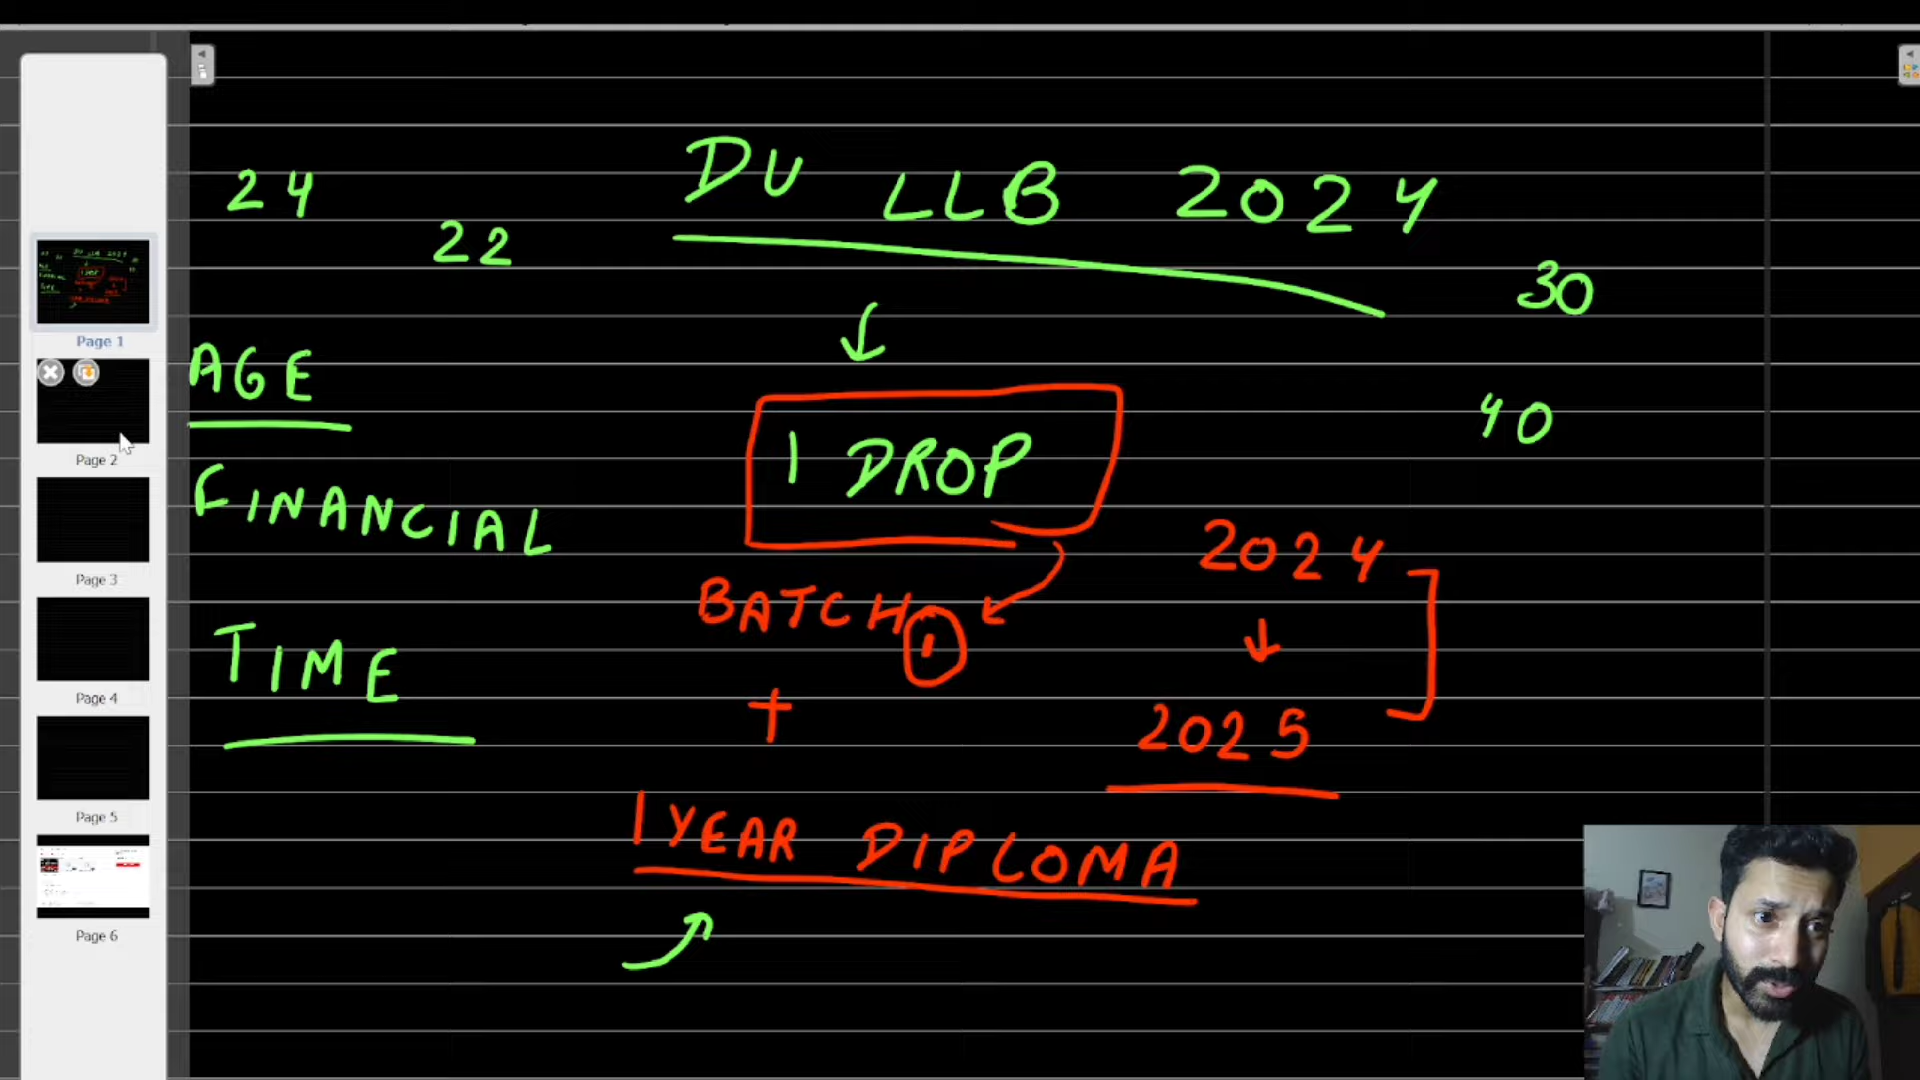 DU LLB 2024
24
22
30
AGE
1 DROP
40
FINANCIAL
2024
BATCH 1
TIME
+
2025
1 YEAR DIPLOMA
Page 1
Page 2
Page 3
Page 4
Page 5
Page 6